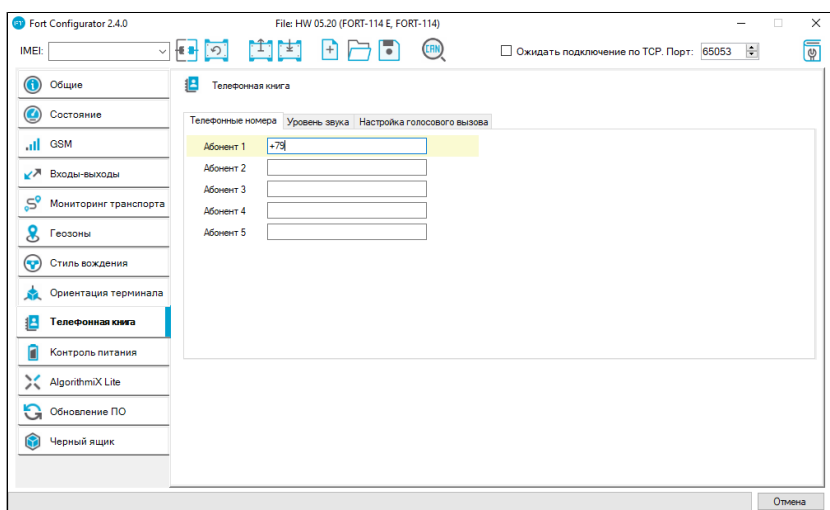 Fort Configurator 2.4.0
File: HW 05.20 (FORT-114 E, FORT-114)
IMEI:
CAN
Ожидать подключение по TCP. Порт: 65053
Общие
Состояние
GSM
Входы-выходы
Мониторинг транспорта
Геозоны
Стиль вождения
Ориентация терминала
Телефонная книга
Контроль питания
AlgorithmiX Lite
Обновление ПО
Черный ящик
Телефонная книга
Телефонные номера Уровень звука Настройка голосового вызова
Абонент 1 +79
Абонент 2
Абонент 3
Абонент 4
Абонент 5
Отмена